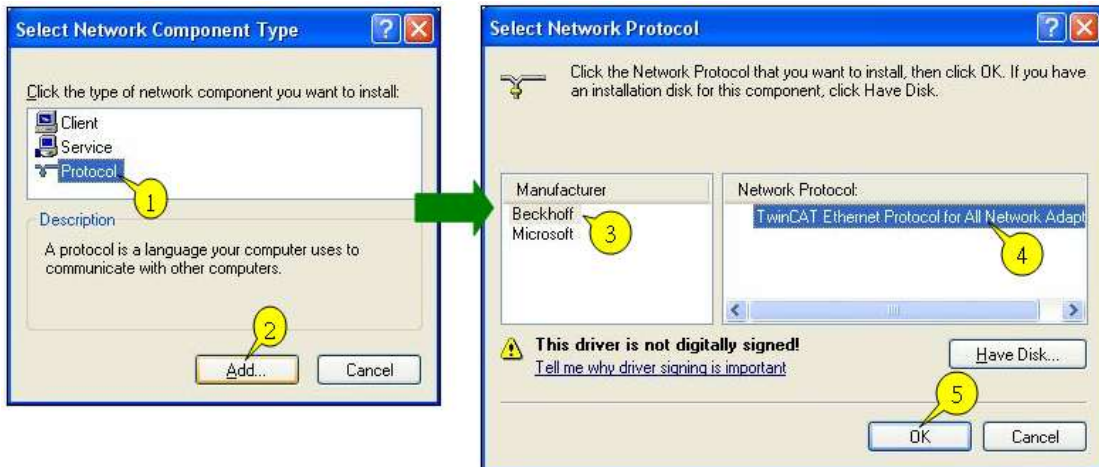 Select Network Component Type
Click the type of network component you want to install:
Client
Service
Protocol
1
Description
A protocol is a language your computer uses to
communicate with other computers.
2
Add...
Cancel
Select Network Protocol
Click the Network Protocol that you want to install, then click OK. If you have
an installation disk for this component, click Have Disk.
Manufacturer
Beckhoff
Microsoft
3
Network Protocol:
TwinCAT Ethernet Protocol for All Network Adapt
4
This driver is not digitally signed!
Tell me why driver signing is important
Have Disk...
5
OK
Cancel